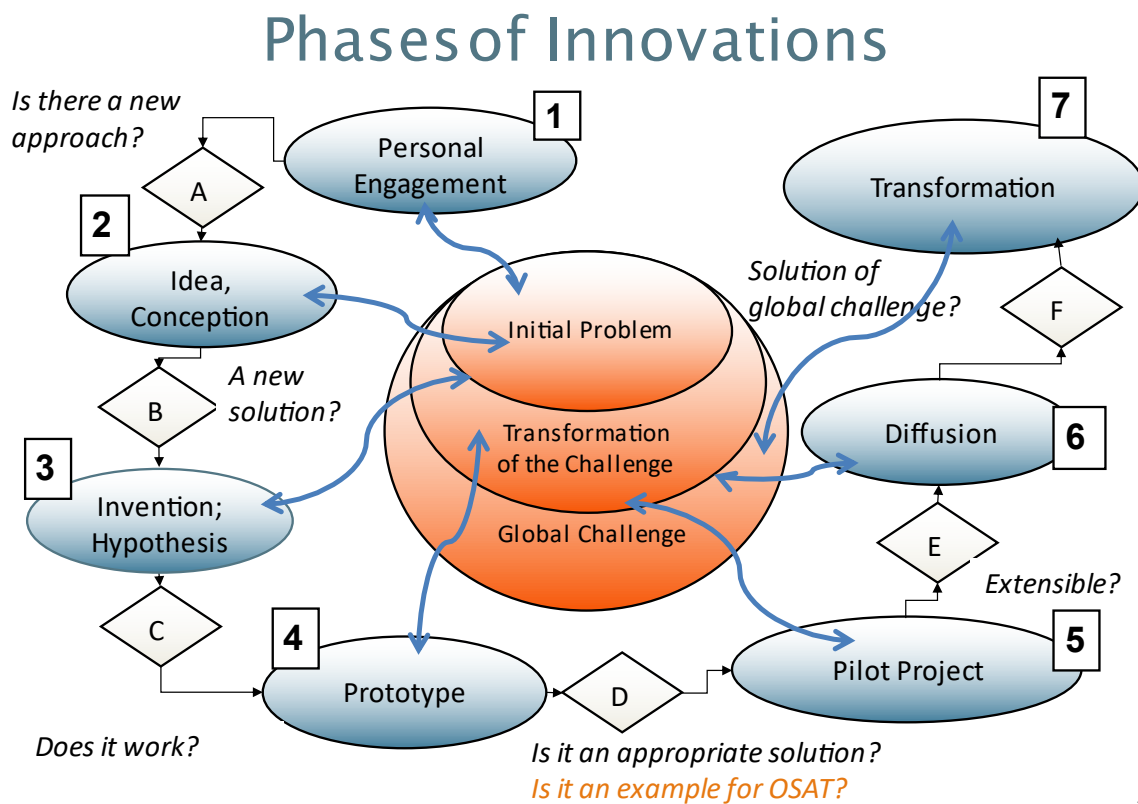 Phases of Innovations
Is there a new
approach?
1
Personal
Engagement
A
2
Idea,
Conception
B
A new
solution?
3
Invention;
Hypothesis
C
Does it work?
4
Prototype
D
Is it an appropriate solution?
Is it an example for OSAT?
5
Pilot Project
E
Extensible?
6
Diffusion
F
Solution of
global challenge?
7
Transformation
Initial Problem
Transformation
of the Challenge
Global Challenge